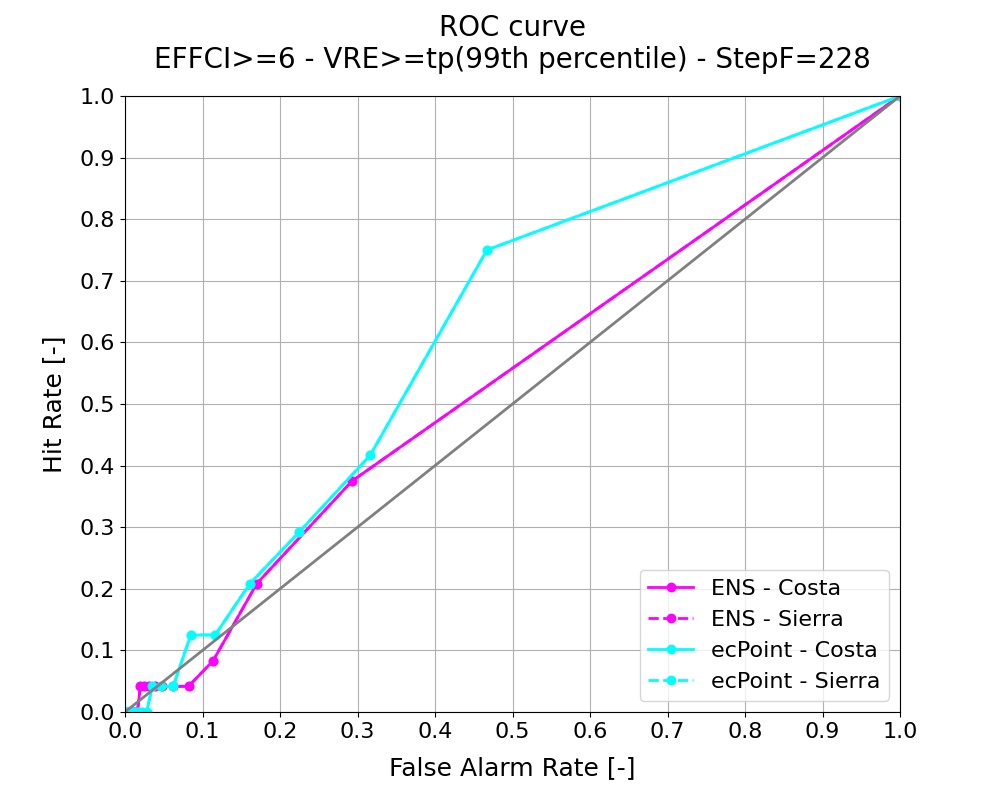 ROC curve
EFFCI>=6 - VRE>=tp(99th percentile) - StepF=228
1.0
0.9
0.8
0.7
0.6
0.5
0.4
0.3
0.2
0.1
0.0
Hit Rate [-]
ENS - Costa
ENS - Sierra
ecPoint - Costa
ecPoint - Sierra
0.0 0.1 0.2 0.3 0.4 0.5 0.6 0.7 0.8 0.9 1.0
False Alarm Rate [-]